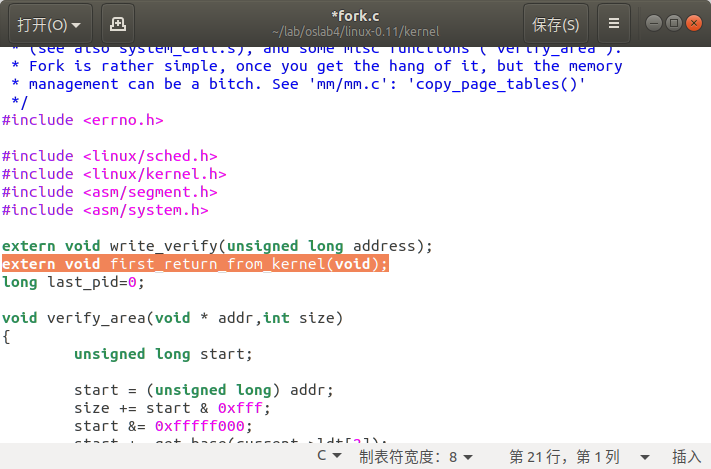 打开(O)
*fork.c
~/lab/oslab4/linux-0.11/kernel
保存(S)
* (see also system_call.s), and some misc functions ('verify_area').
* Fork is rather simple, once you get the hang of it, but the memory
* management can be a bitch. See 'mm/mm.c': 'copy_page_tables()'
*/
#include <errno.h>
#include <linux/sched.h>
#include <linux/kernel.h>
#include <asm/segment.h>
#include <asm/system.h>
extern void write_verify(unsigned long address);
extern void first_return_from_kernel(void);
long last_pid=0;
void verify_area(void * addr,int size)
{
unsigned long start;
start = (unsigned long) addr;
size += start & 0xfff;
start &= 0xfffff000;
start += get_base(current->ldt[2]);
C 制表符宽度：8 第 21 行，第 1 列 插入